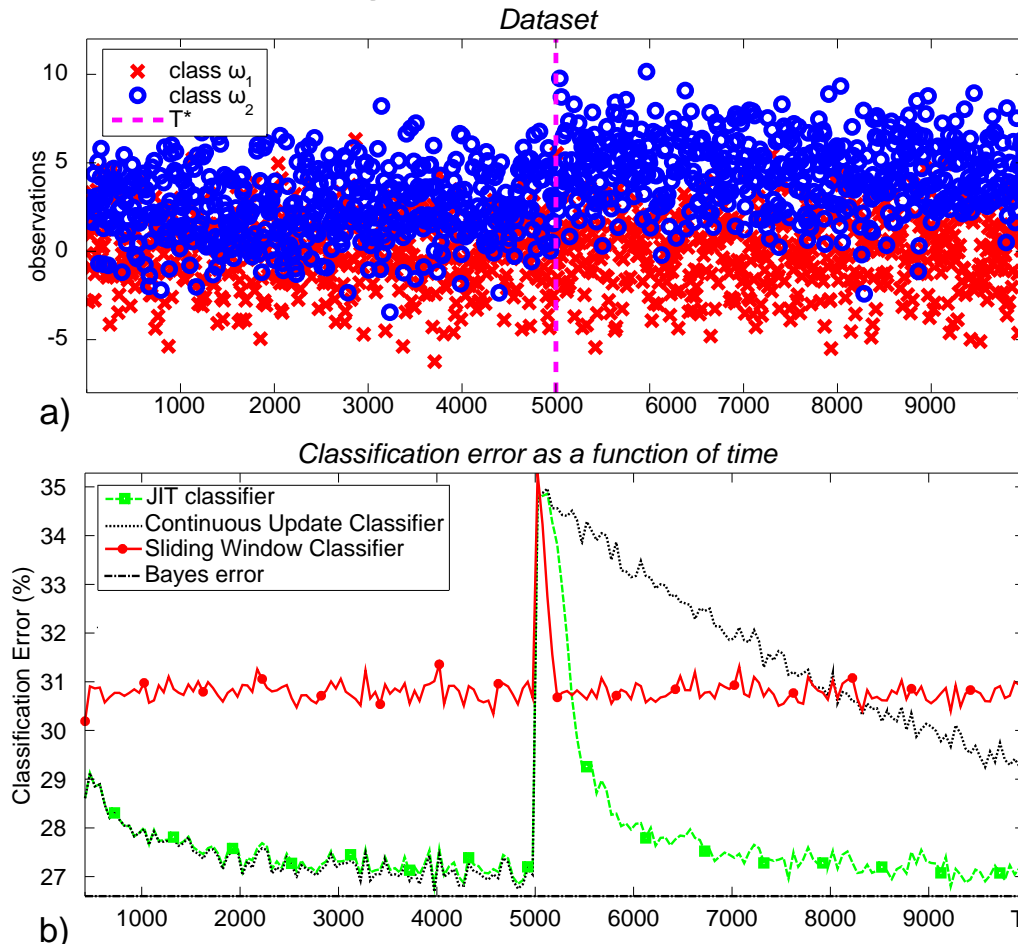 Dataset
10
5
0
-5
observations
class ω1
class ω2
T*
1000 2000 3000 4000 5000 6000 7000 8000 9000
a)
Classification error as a function of time
35
34
33
32
31
30
29
28
27
Classification Error (%)
JIT classifier
Continuous Update Classifier
Sliding Window Classifier
Bayes error
1000 2000 3000 4000 5000 6000 7000 8000 9000 T
b)